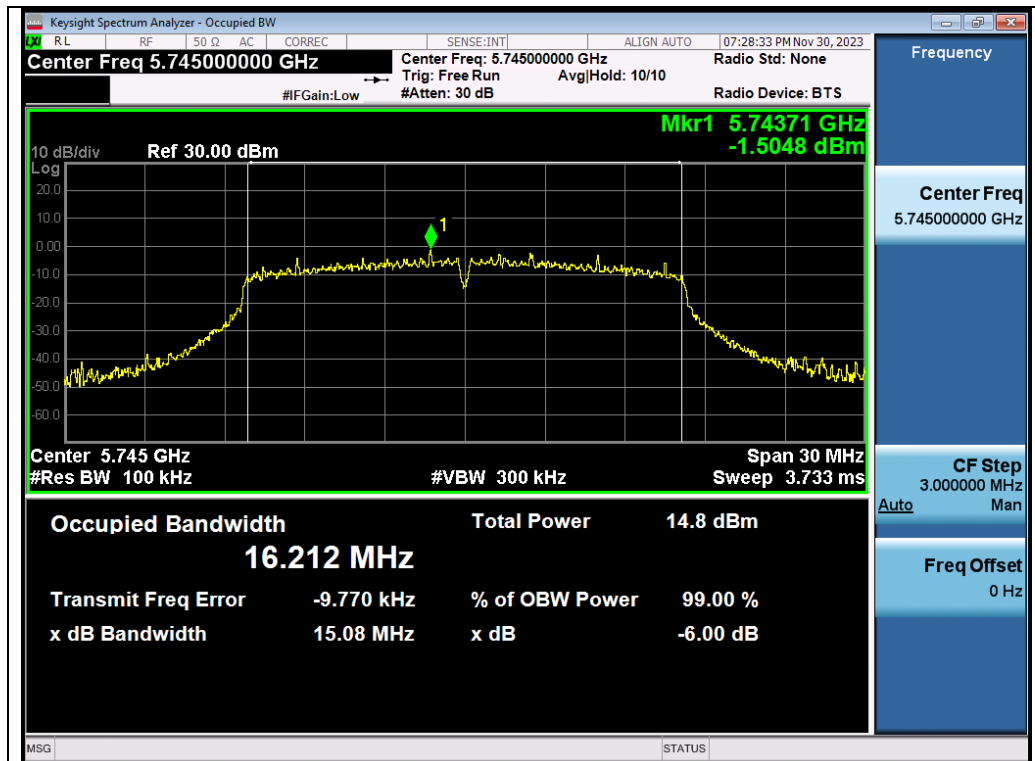 Keysight Spectrum Analyzer - Occupied BW
LXI RL RF 50 Ω AC CORREC SENSE:INT ALIGN AUTO 07:28:33 PM Nov 30, 2023
Center Freq 5.745000000 GHz
Center Freq: 5.745000000 GHz Radio Std: None
Trig: Free Run Avg|Hold: 10/10
#IFGain:Low #Atten: 30 dB Radio Device: BTS
Frequency
Mkr1 5.74371 GHz
-1.5048 dBm
10 dB/div Ref 30.00 dBm
Log
20.0
10.0
0.00
-10.0
-20.0
-30.0
-40.0
-50.0
-60.0
1
Center 5.745 GHz Span 30 MHz
#Res BW 100 kHz #VBW 300 kHz Sweep 3.733 ms
Center Freq
5.745000000 GHz
CF Step
3.000000 MHz
Auto Man
Freq Offset
0 Hz
Occupied Bandwidth Total Power 14.8 dBm
16.212 MHz
Transmit Freq Error -9.770 kHz % of OBW Power 99.00 %
x dB Bandwidth 15.08 MHz x dB -6.00 dB
MSG STATUS